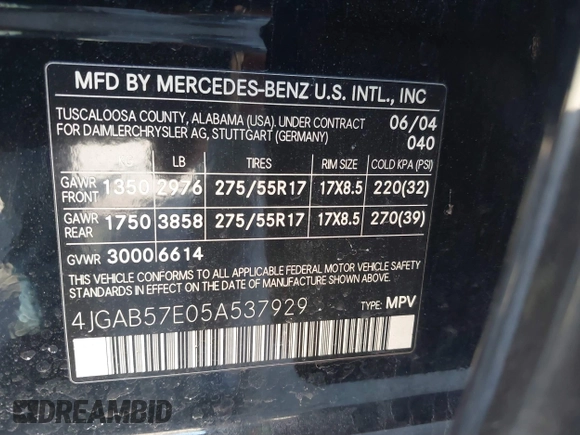 MFD BY MERCEDES-BENZ U.S. INTL., INC
TUSCALOOSA COUNTY, ALABAMA (USA). UNDER CONTRACT 06/04
FOR DAIMLERCHRYSLER AG, STUTTGART (GERMANY) 040
KG LB TIRES RIM SIZE COLD KPA (PSI)
GAWR FRONT 1350 2976 275/55R17 17X8.5 220(32)
GAWR REAR 1750 3858 275/55R17 17X8.5 270(39)
GVWR 3000 6614
THIS VEHICLE CONFORMS TO ALL APPLICABLE FEDERAL MOTOR VEHICLE SAFETY
STANDARDS IN EFFECT ON THE DATE OF MANUFACTURE SHOWN ABOVE.
4JGAB57E05A537929 TYPE: MPV
DREAMBID